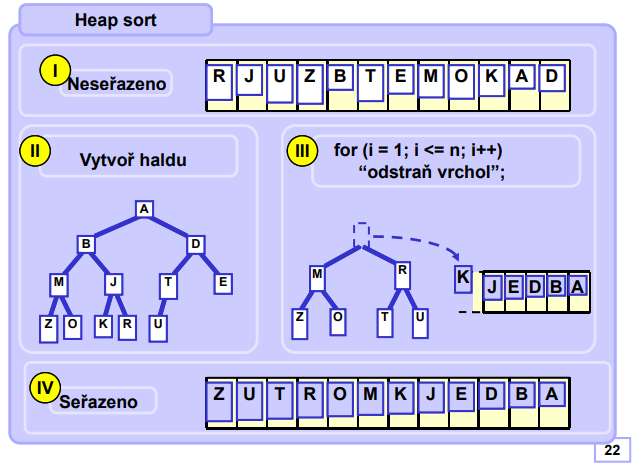 Heap sort
I
Neseřazeno
R J U Z B T E M O K A D
II
Vytvoř haldu
III
for (i = 1; i <= n; i++)
“odstraň vrchol”;
A
B D
M J T E
Z O K R U
K J E D B A
M R
Z O T U
IV
Seřazeno
Z U T R O M K J E D B A
22